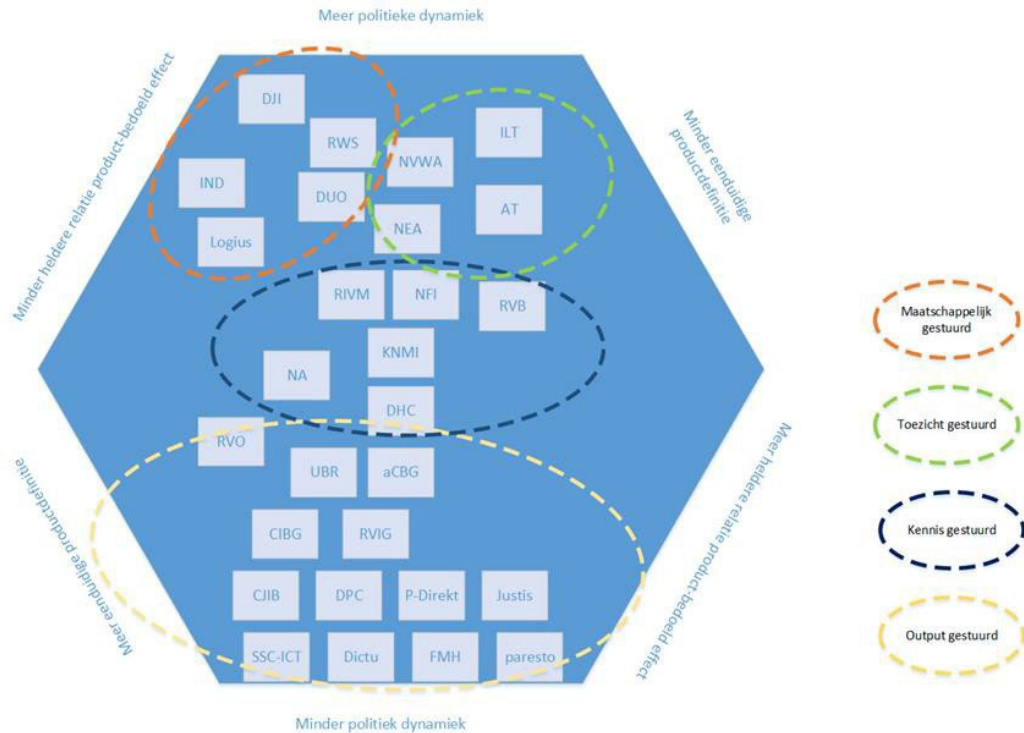 Meer politieke dynamiek
Minder heldere relatie product-bedoeld effect
Minder eenduidige
productdefinitie
DJI
RWS
ILT
NVWA
IND
DUO
AT
NEA
Logius
RIVM
NFI
RVB
KNMI
NA
DHC
RVO
UBR
aCBG
CIBG
RVIG
CJIB
DPC
P-Direkt
Justis
SSC-ICT
Dictu
FMH
paresto
Meer eenduidige productdefinitie
Meer heldere relatie product-bedoeld effect
Minder politiek dynamiek
Maatschappelijk
gestuurd
Toezicht gestuurd
Kennis gestuurd
Output gestuurd